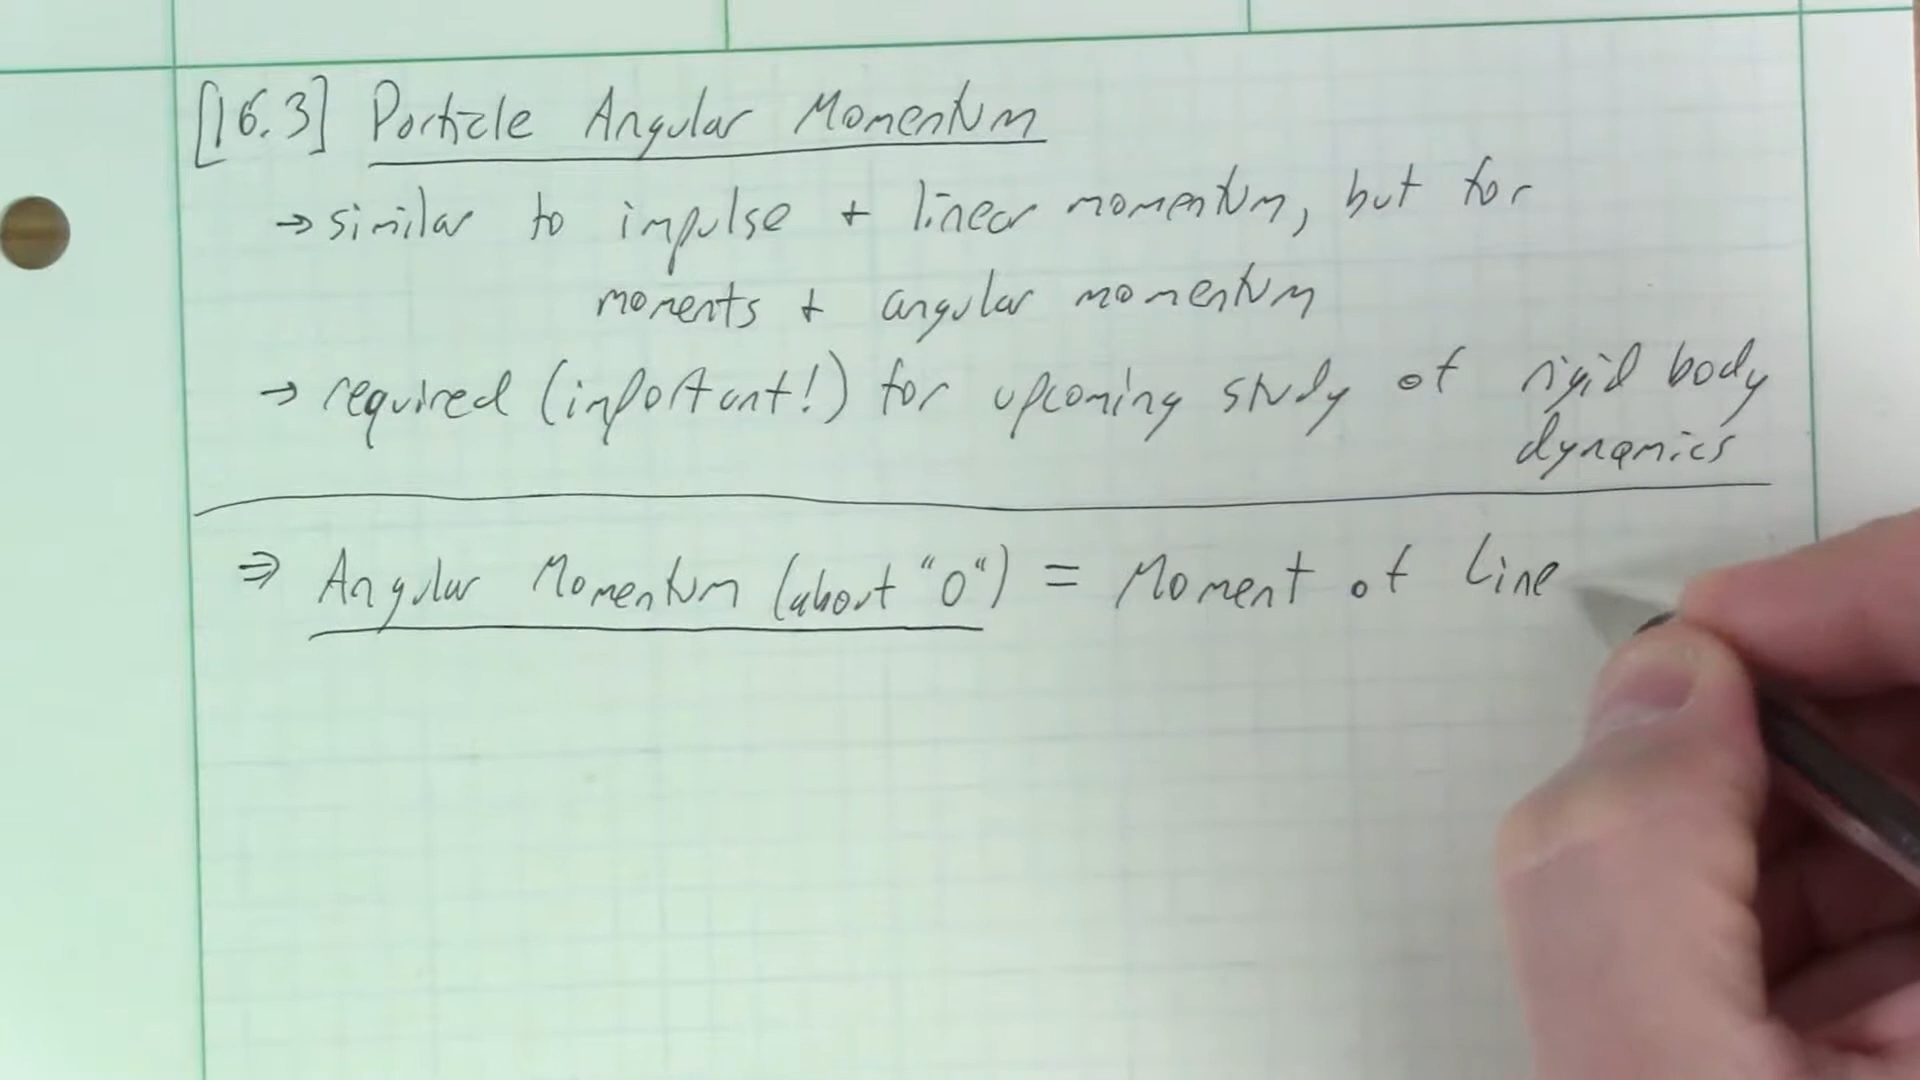 [16.3] Particle Angular Momentum
→ similar to impulse + linear momentum, but for
moments + angular momentum
→ required (important!) for upcoming study of rigid body
dynamics
⇒ Angular Momentum (about "O") = Moment of Line